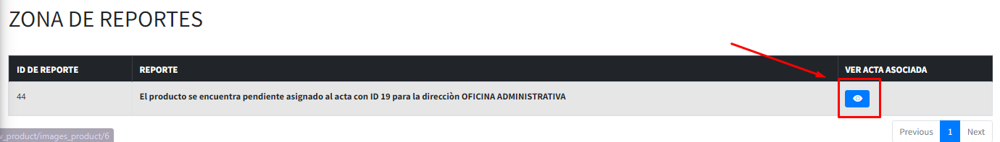 ZONA DE REPORTES
ID DE REPORTE REPORTE VER ACTA ASOCIADA
44 El producto se encuentra pendiente asignado al acta con ID 19 para la direcciòn OFICINA ADMINISTRATIVA
Previous 1 Next
_product/images_product/6